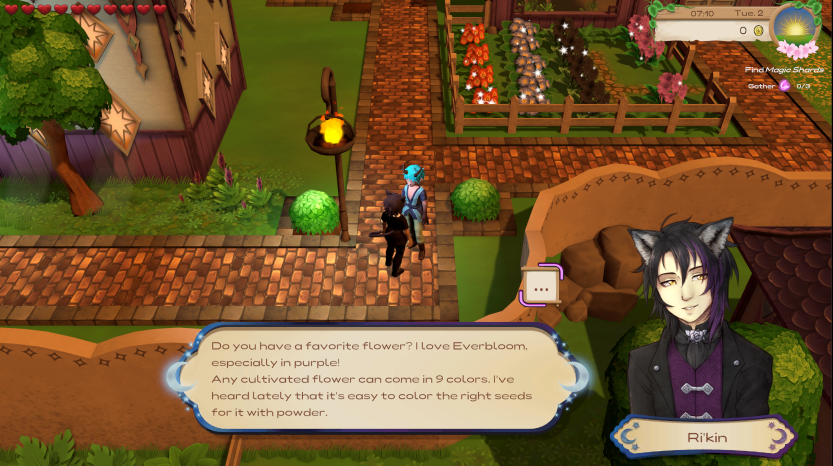 07:10 Tue. 2
0
Find Magic Shards
Gather 0/3
...
Do you have a favorite flower? I love Everbloom,
especially in purple!
Any cultivated flower can come in 9 colors. I've
heard lately that it's easy to color the right seeds
for it with powder.
Ri'kin